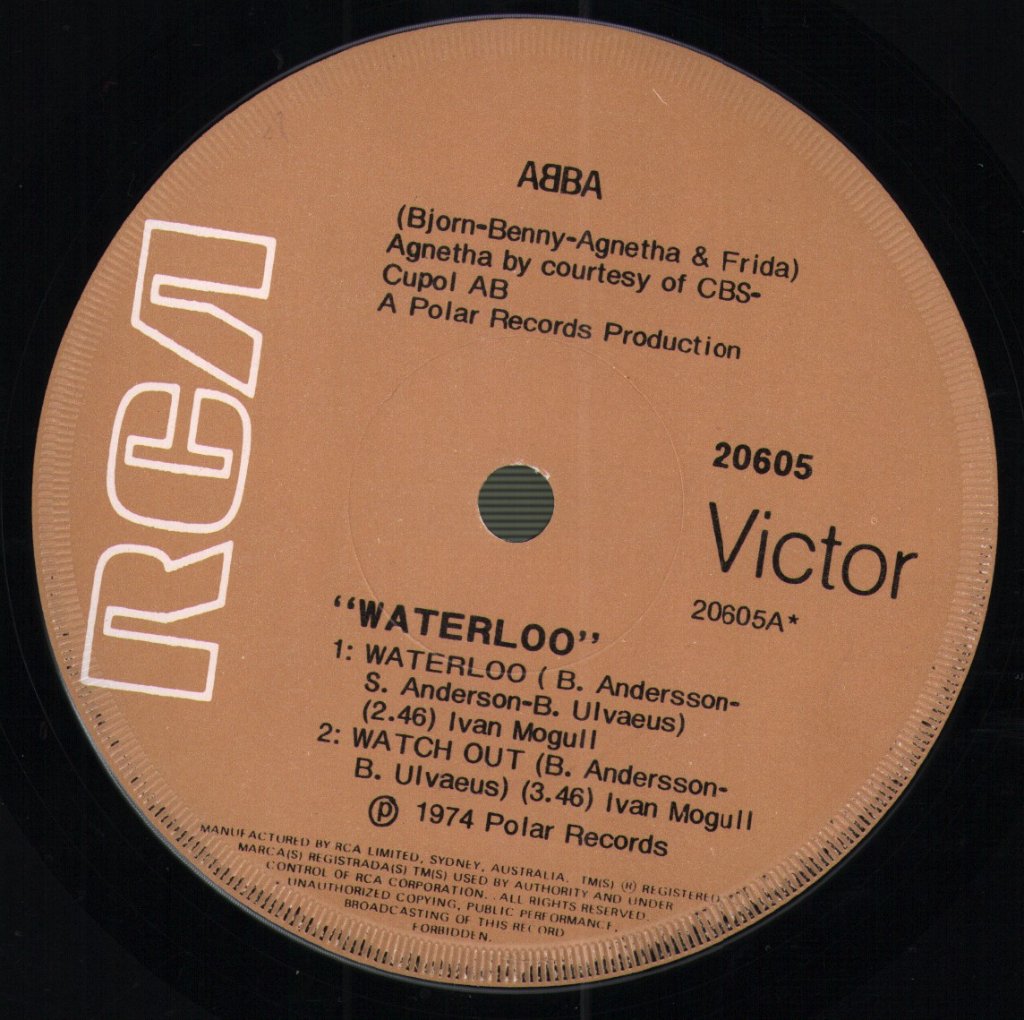 ABBA
(Bjorn-Benny-Agnetha & Frida)
Agnetha by courtesy of CBS-
Cupol AB
A Polar Records Production
RCA
20605
Victor
20605A*
"WATERLOO"
1: WATERLOO ( B. Andersson-
S. Anderson-B. Ulvaeus)
(2.46) Ivan Mogull
2: WATCH OUT (B. Andersson-
B. Ulvaeus) (3.46) Ivan Mogull
℗ 1974 Polar Records
MANUFACTURED BY RCA LIMITED, SYDNEY, AUSTRALIA. TM(S) ® REGISTERED
MARCA(S) REGISTRADA(S) TM(S) USED BY AUTHORITY AND UNDER
CONTROL OF RCA CORPORATION. . ALL RIGHTS RESERVED.
UNAUTHORIZED COPYING, PUBLIC PERFORMANCE,
BROADCASTING OF THIS RECORD
FORBIDDEN.